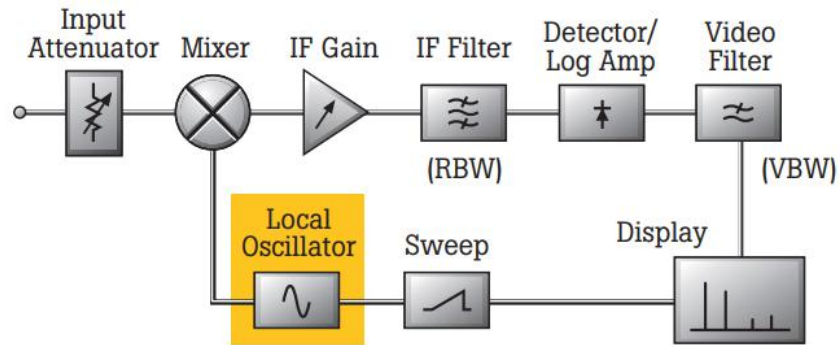 Input
Attenuator
Mixer
IF Gain
IF Filter
Detector/
Log Amp
Video
Filter
(RBW)
(VBW)
Local
Oscillator
Sweep
Display